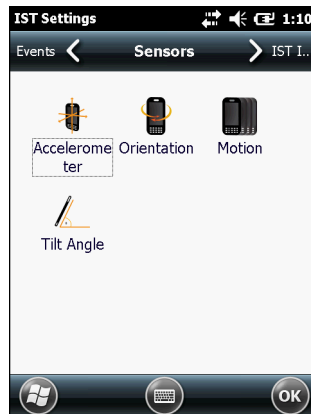 IST Settings 1:10
Events Sensors IST I..
Accelerome
ter
Orientation
Motion
Tilt Angle
OK